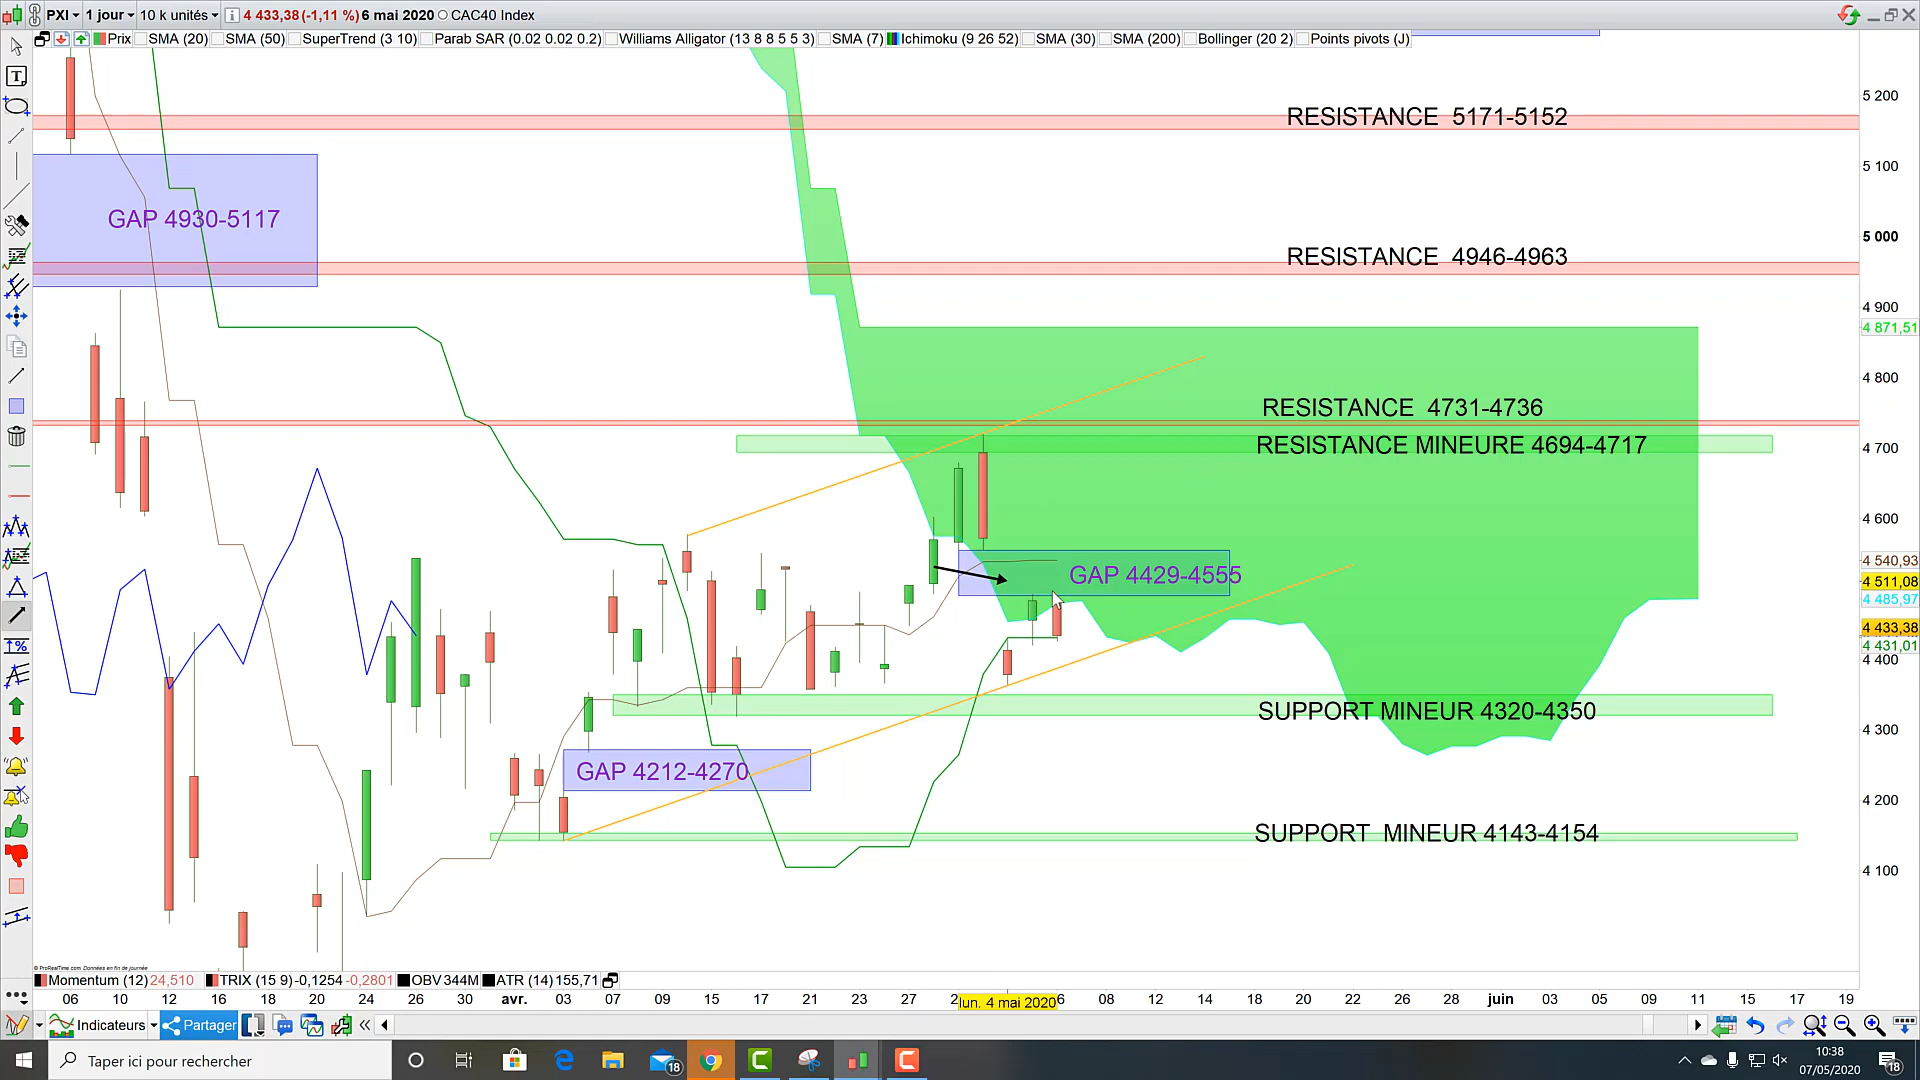 PXI 1 jour 10 k unités 4 433,38 (-1,11 %) 6 mai 2020 CAC40 Index
Prix SMA (20) SMA (50) SuperTrend (3 10) Parab SAR (0.02 0.02 0.2) Williams Alligator (13 8 8 5 5 3) SMA (7) Ichimoku (9 26 52) SMA (30) SMA (200) Bollinger (20 2) Points pivots (J)
5 200
RESISTANCE 5171-5152
5 100
GAP 4930-5117
5 000
RESISTANCE 4946-4963
4 900
4 871,51
4 800
RESISTANCE 4731-4736
RESISTANCE MINEURE 4694-4717
4 700
4 600
4 540,93
GAP 4429-4555
4 511,08
4 485,97
4 433,38
4 431,01
4 400
SUPPORT MINEUR 4320-4350
4 300
GAP 4212-4270
4 200
SUPPORT MINEUR 4143-4154
4 100
© ProRealTime.com Données en fin de journée
Momentum (12) 24,510 TRIX (15 9) -0,1254 -0,2801 OBV 344M ATR (14) 155,71
06 10 12 16 18 20 24 26 30 avr. 03 07 09 15 17 21 23 27 2 lun. 4 mai 2020 6 08 12 14 18 20 22 26 28 juin 03 05 09 11 15 17 19
Indicateurs Partager
Taper ici pour rechercher
18
10:38
07/05/2020
18